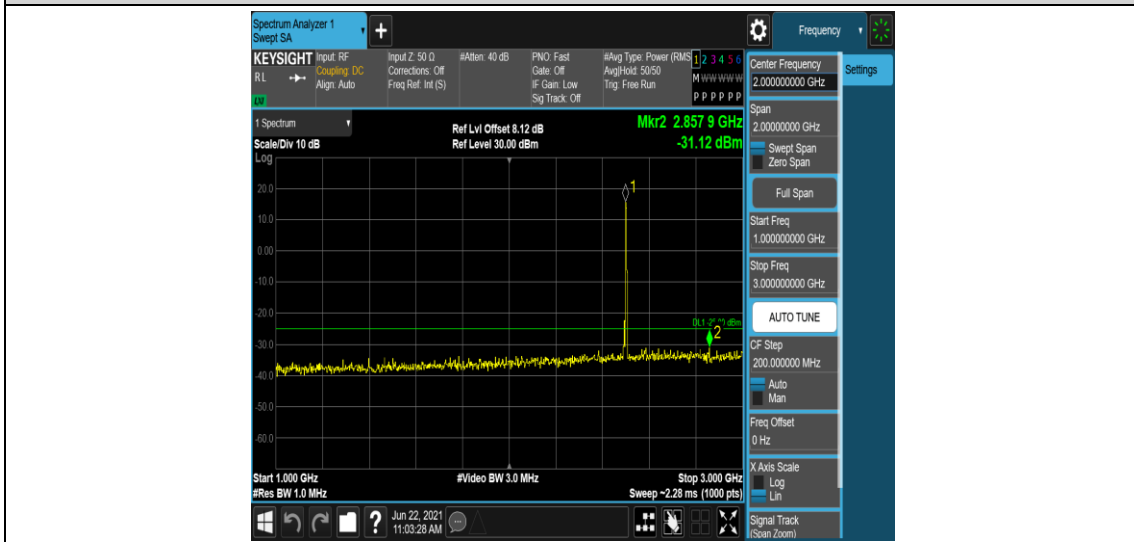 Spectrum Analyzer 1
Swept SA
+
Frequency
KEYSIGHT
RL
LXI
Input: RF
Coupling: DC
Align: Auto
Input Z: 50 Ω
Corrections: Off
Freq Ref: Int (S)
#Atten: 40 dB
PNO: Fast
Gate: Off
IF Gain: Low
Sig Track: Off
#Avg Type: Power (RMS
Avg|Hold: 50/50
Trig: Free Run
1 2 3 4 5 6
M W W W W W
P P P P P P
1 Spectrum
Scale/Div 10 dB
Log
Ref Lvl Offset 8.12 dB
Ref Level 30.00 dBm
Mkr2 2.857 9 GHz
-31.12 dBm
20.0
10.0
0.00
-10.0
-20.0
-30.0
-40.0
-50.0
-60.0
1
2
Start 1.000 GHz
#Res BW 1.0 MHz
#Video BW 3.0 MHz
Stop 3.000 GHz
Sweep ~2.28 ms (1000 pts)
Center Frequency
2.000000000 GHz
Span
2.00000000 GHz
Swept Span
Zero Span
Full Span
Start Freq
1.000000000 GHz
Stop Freq
3.000000000 GHz
AUTO TUNE
CF Step
200.000000 MHz
Auto
Man
Freq Offset
0 Hz
X Axis Scale
Log
Lin
Signal Track
(Span Zoom)
Settings
?
Jun 22, 2021
11:03:28 AM